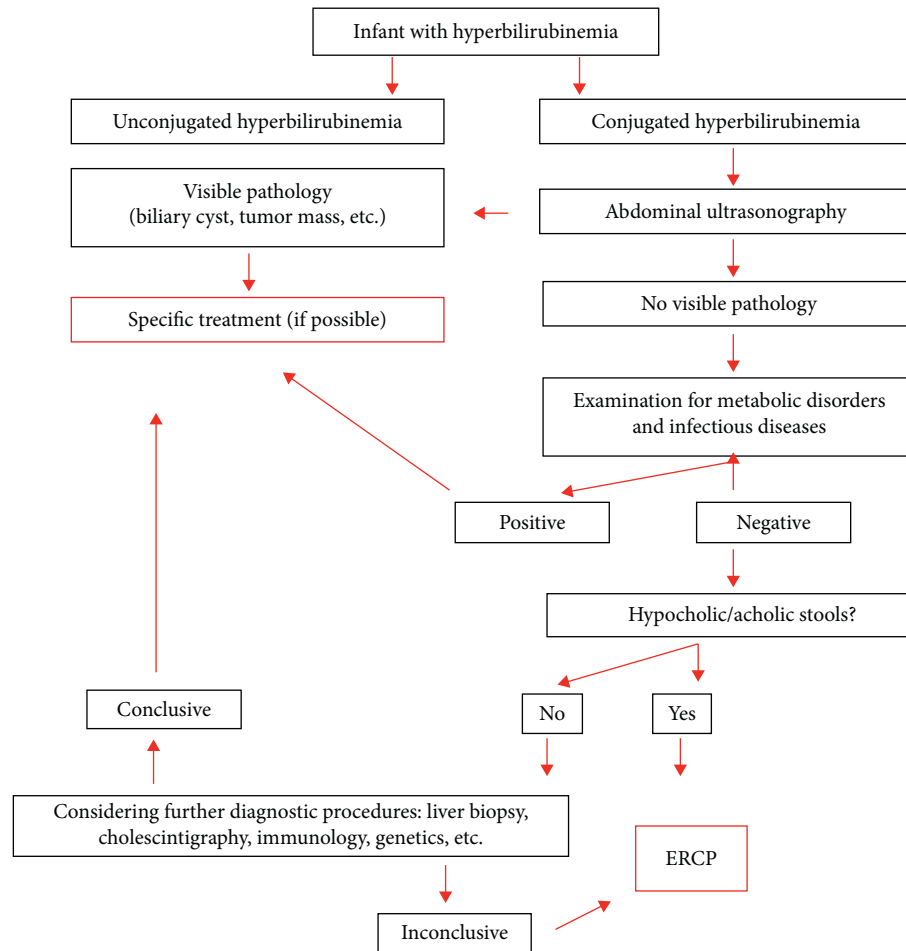 Infant with hyperbilirubinemia
Unconjugated hyperbilirubinemia
Conjugated hyperbilirubinemia
Visible pathology
(biliary cyst, tumor mass, etc.)
Abdominal ultrasonography
Specific treatment (if possible)
No visible pathology
Examination for metabolic disorders
and infectious diseases
Positive
Negative
Hypocholic/acholic stools?
Conclusive
No
Yes
Considering further diagnostic procedures: liver biopsy,
cholescintigraphy, immunology, genetics, etc.
ERCP
Inconclusive